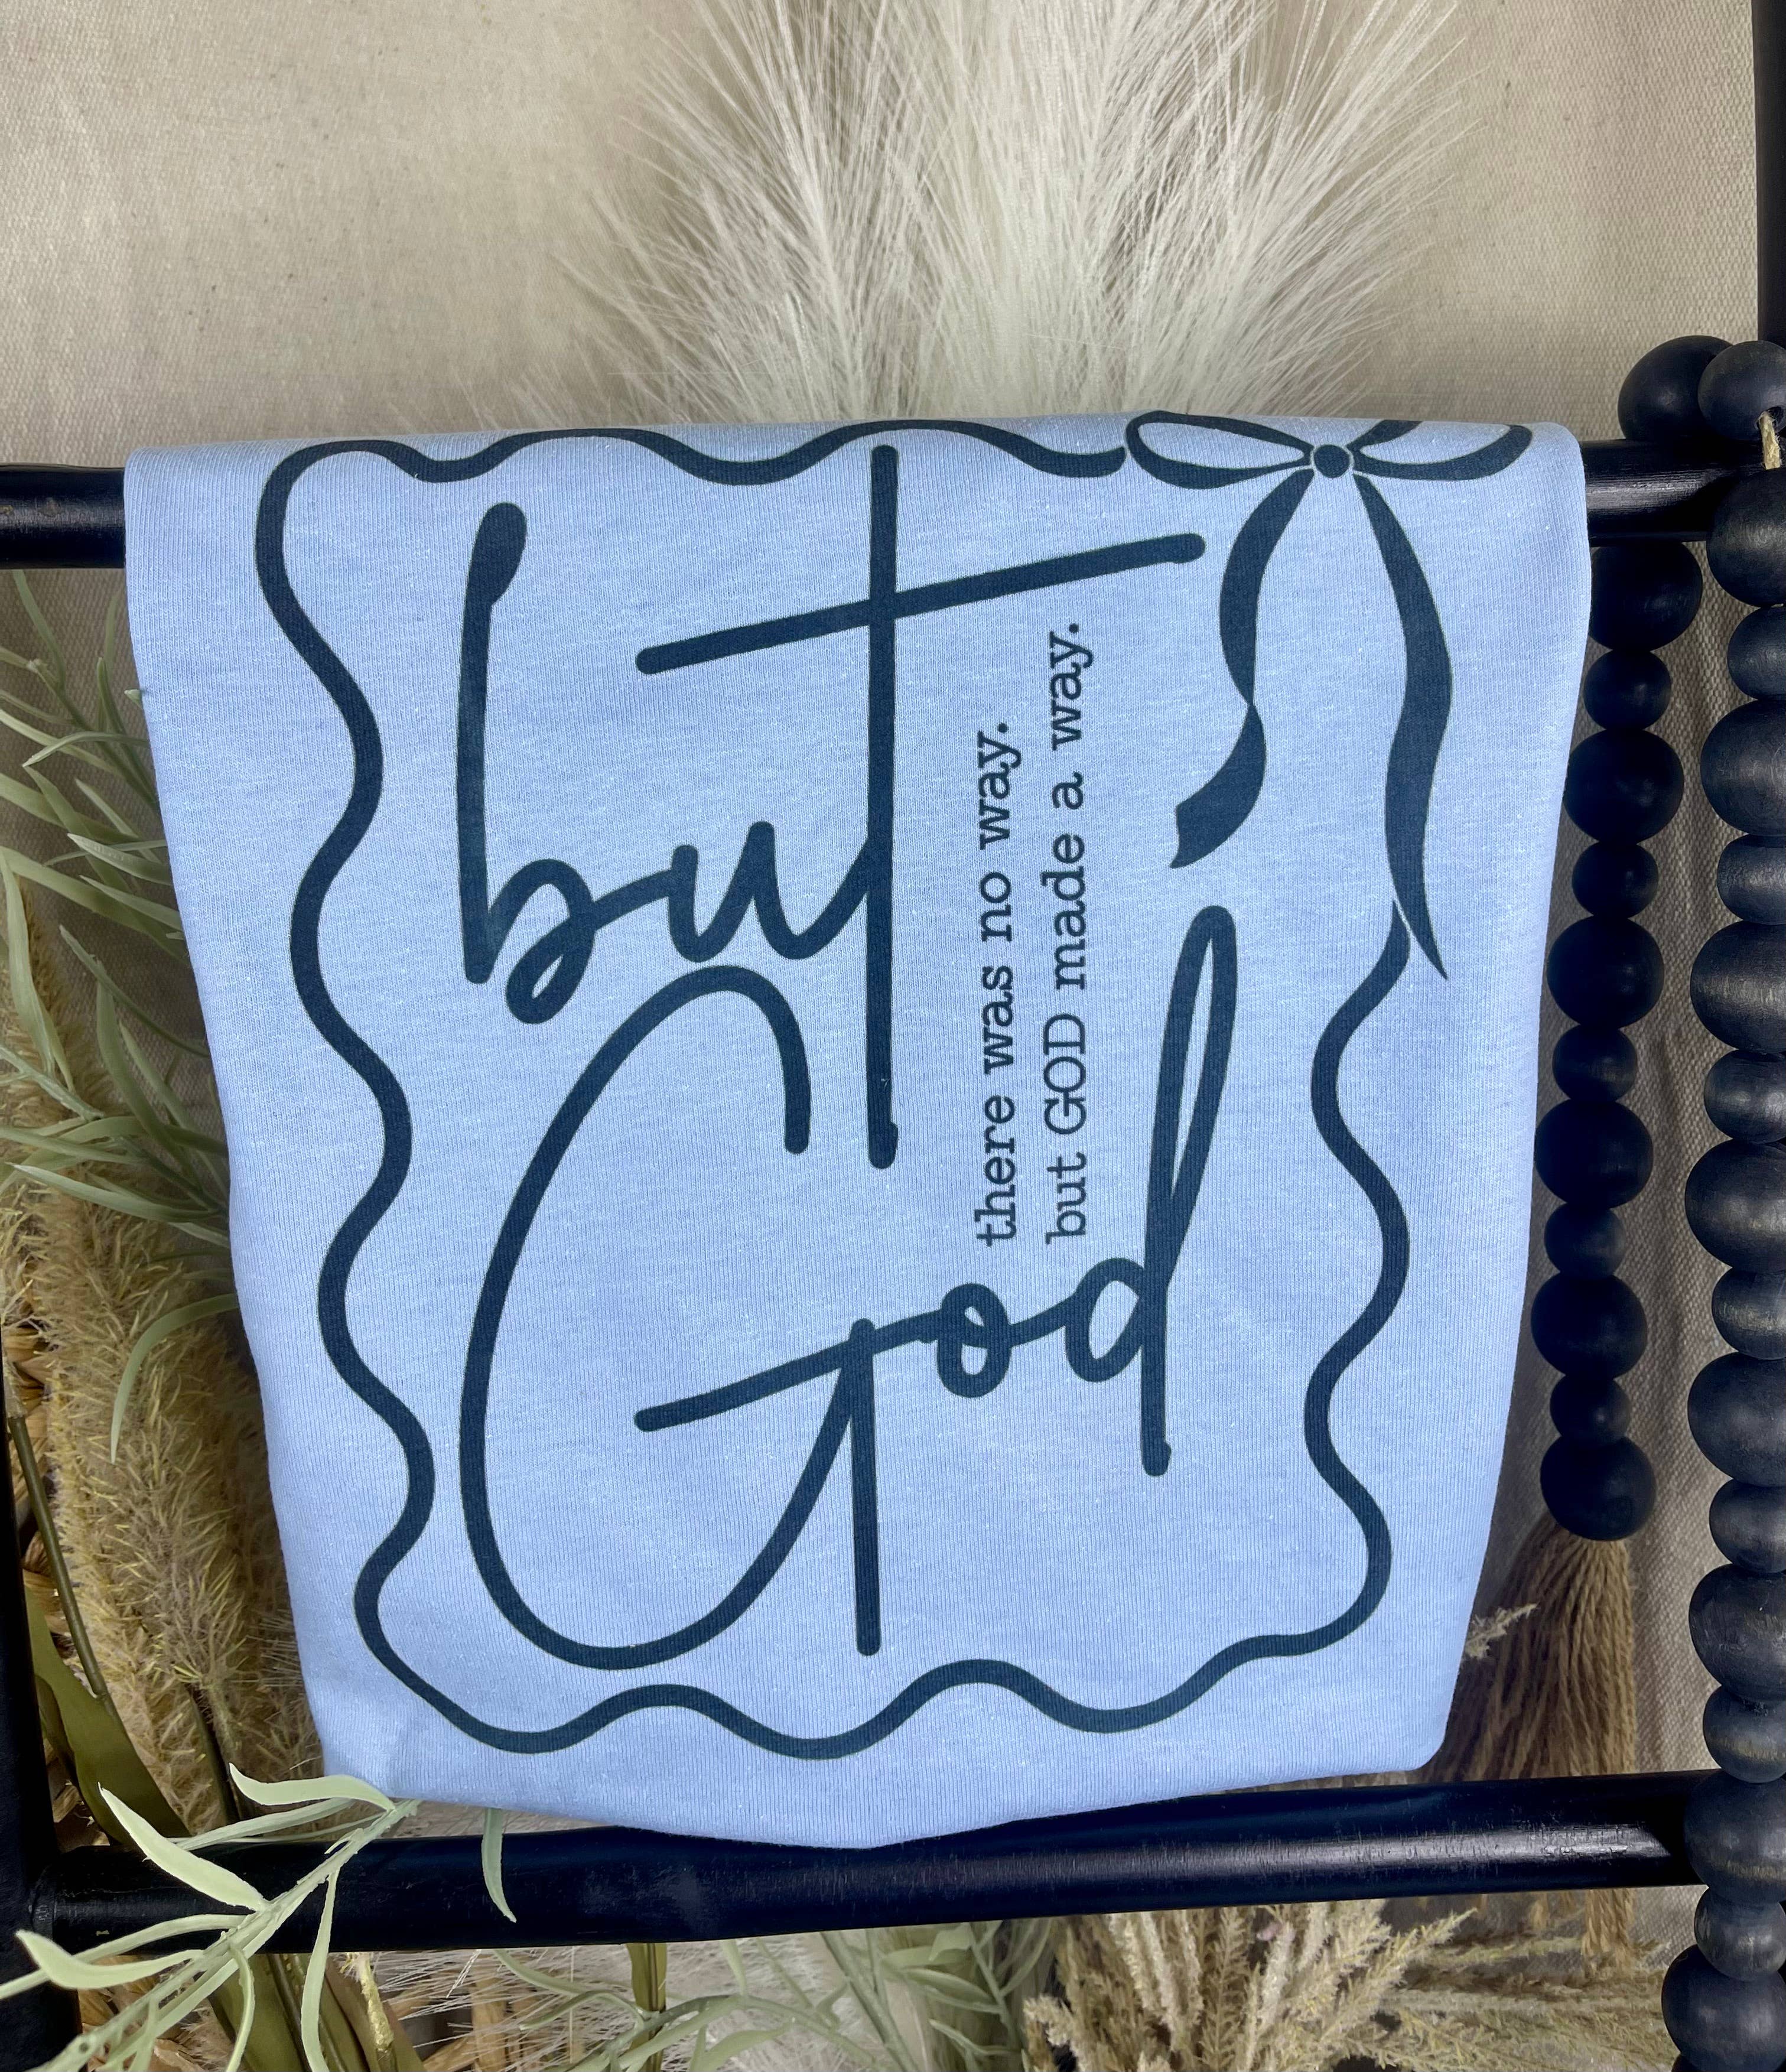 but
God
there was no way.
but GOD made a way.